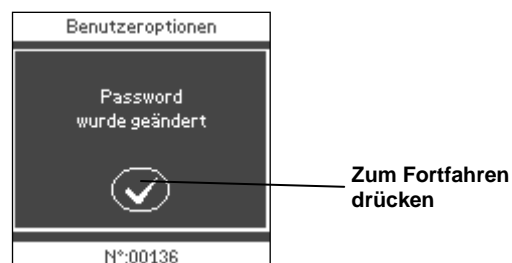 Benutzeroptionen
Password
wurde geändert
Zum Fortfahren
drücken
N°:00136